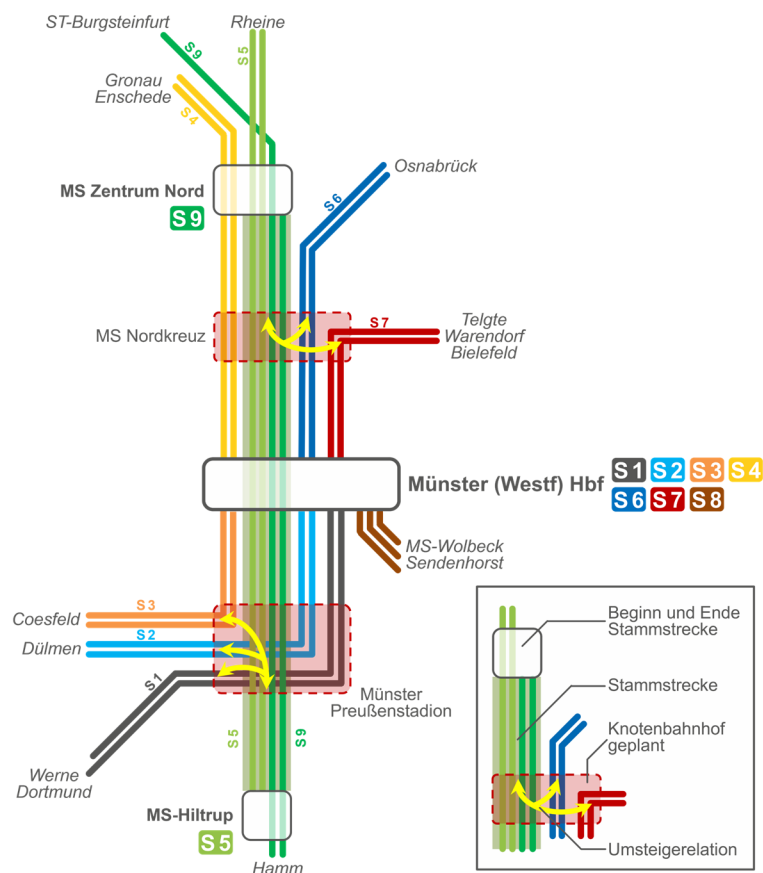 ST-Burgsteinfurt
Rheine
S9
S5
Gronau
Enschede
S4
MS Zentrum Nord
S9
Osnabrück
S6
MS Nordkreuz
S7
Telgte
Warendorf
Bielefeld
Münster (Westf) Hbf
S1 S2 S3 S4
S6 S7 S8
MS-Wolbeck
Sendenhorst
Coesfeld
S3
Dülmen
S2
S1
Münster
Preußenstadion
S5
S9
Werne
Dortmund
MS-Hiltrup
S5
Hamm
Beginn und Ende
Stammstrecke
Stammstrecke
Knotenbahnhof
geplant
Umsteigerelation